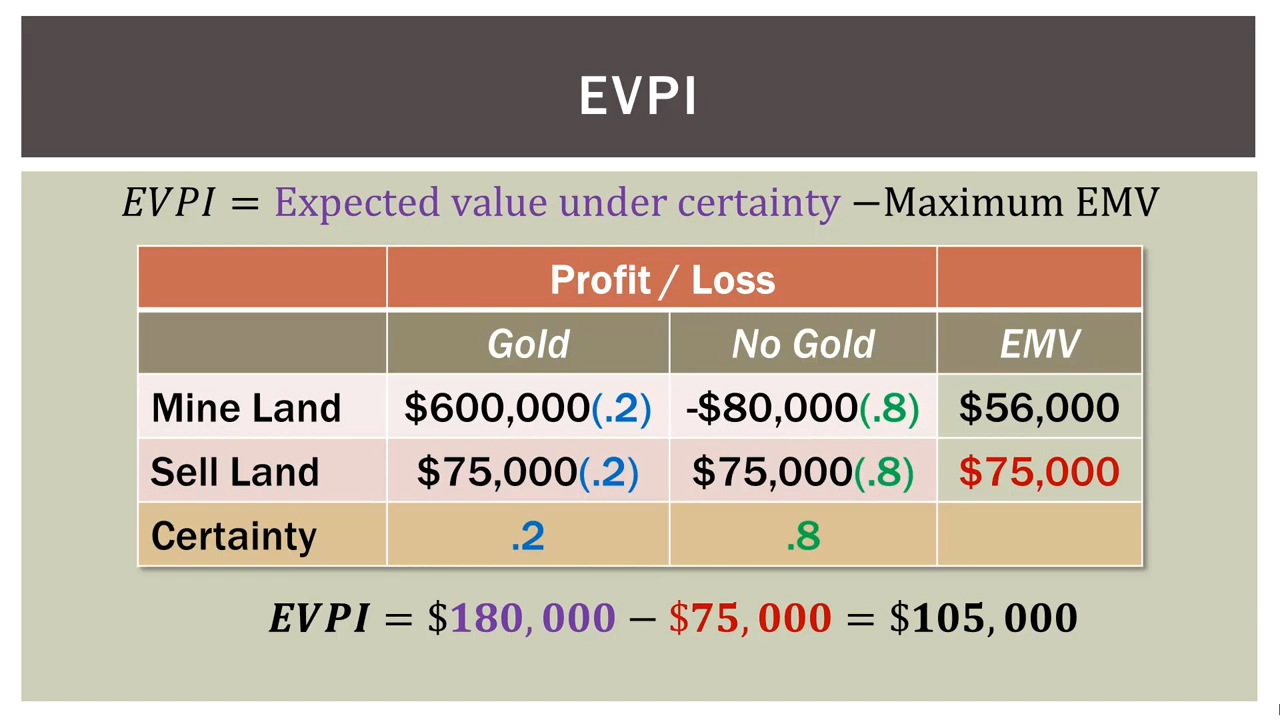 EVPI
EVPI = Expected value under certainty −Maximum EMV
Profit / Loss
Gold No Gold EMV
Mine Land $600,000(.2) -$80,000(.8) $56,000
Sell Land $75,000(.2) $75,000(.8) $75,000
Certainty .2 .8
EVPI = $180,000 − $75,000 = $105,000